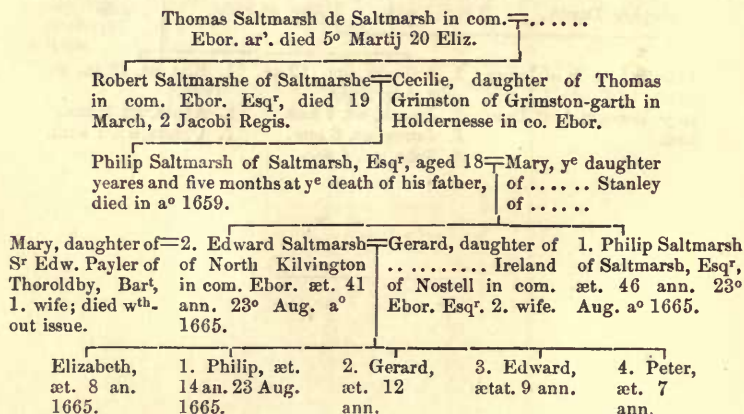 Thomas Saltmarsh de Saltmarsh in com.=......
Ebor. ar'. died 5º Martij 20 Eliz.
Robert Saltmarshe of Saltmarshe=
in com. Ebor. Esqʳ, died 19
March, 2 Jacobi Regis.
Cecilie, daughter of Thomas
Grimston of Grimston-garth in
Holdernesse in co. Ebor.
Philip Saltmarsh of Saltmarsh, Esqʳ, aged 18=
yeares and five months at yᵉ death of his father,
died in aº 1659.
Mary, yᵉ daughter
of ...... Stanley
of ......
Mary, daughter of=
Sʳ Edw. Payler of
Thoroldby, Barᵗ,
1. wife; died wᵗʰ-
out issue.
2. Edward Saltmarsh=
of North Kilvington
in com. Ebor. æt. 41
ann. 23º Aug. aº
1665.
Gerard, daughter of
.......... Ireland
of Nostell in com.
Ebor. Esqʳ. 2. wife.
1. Philip Saltmarsh
of Saltmarsh, Esqʳ,
æt. 46 ann. 23º
Aug. aº 1665.
Elizabeth,
æt. 8 an.
1665.
1. Philip, æt.
14 an. 23 Aug.
1665.
2. Gerard,
æt. 12
ann.
3. Edward,
ætat. 9 ann.
4. Peter,
æt. 7
ann.